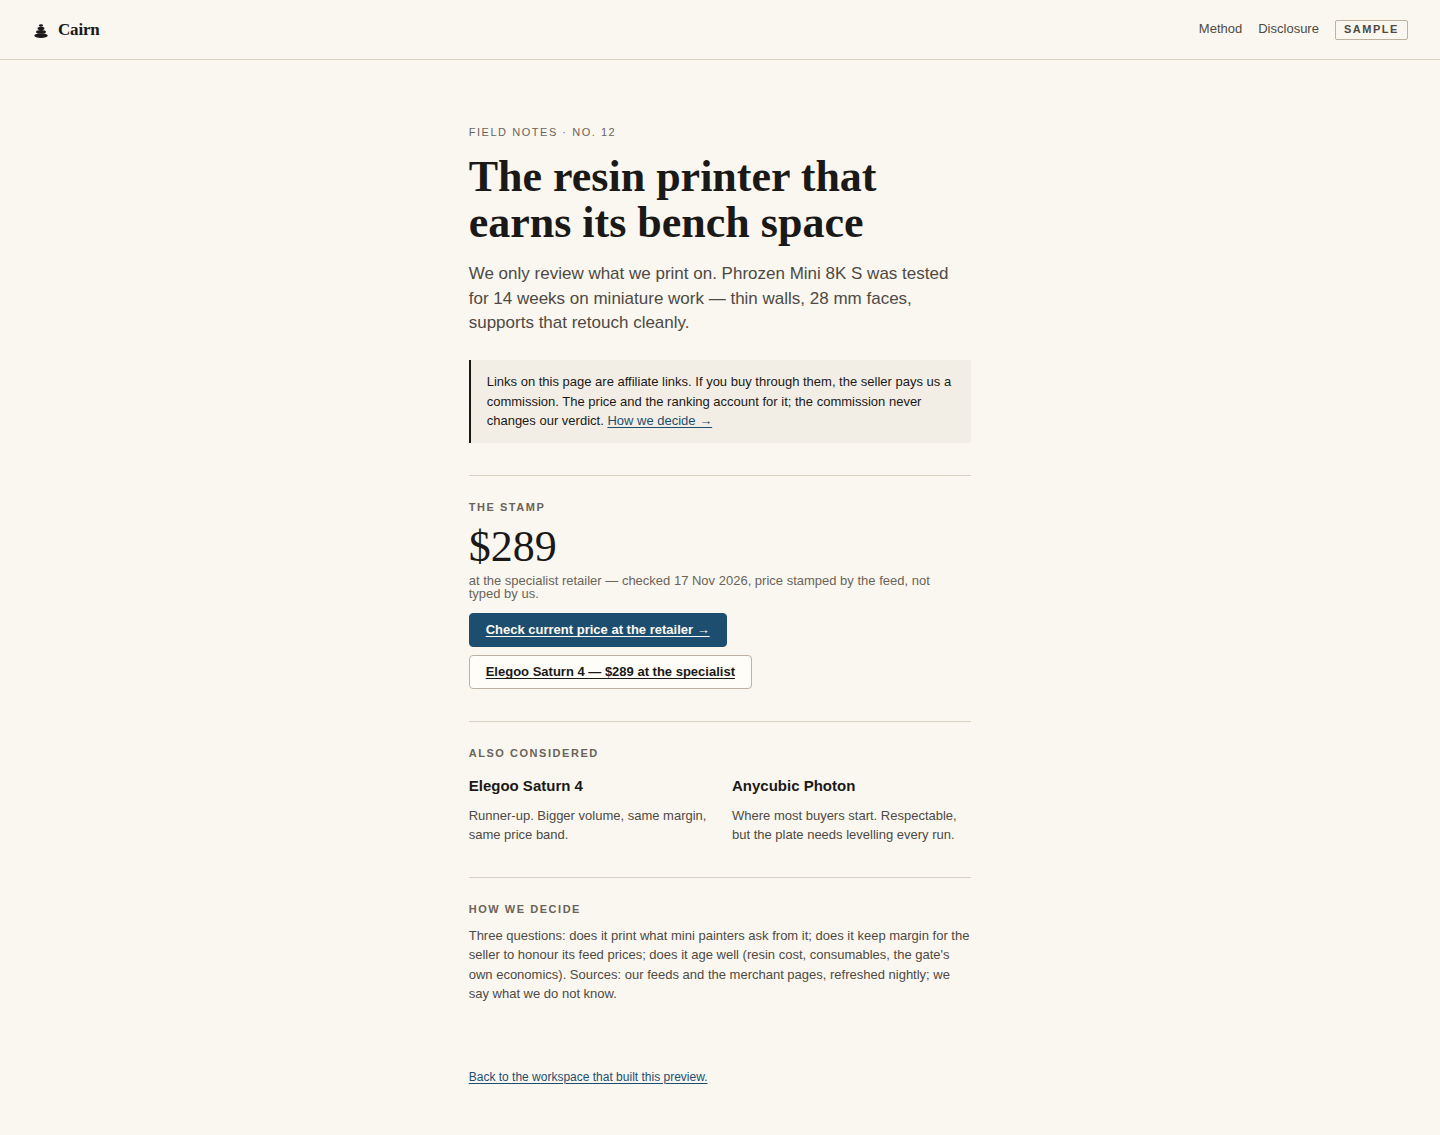 Cairn
Method
Disclosure
SAMPLE
FIELD NOTES · NO. 12
The resin printer that
earns its bench space
We only review what we print on. Phrozen Mini 8K S was tested
for 14 weeks on miniature work — thin walls, 28 mm faces,
supports that retouch cleanly.
Links on this page are affiliate links. If you buy through them, the seller pays us a
commission. The price and the ranking account for it; the commission never
changes our verdict. How we decide →
THE STAMP
$289
at the specialist retailer — checked 17 Nov 2026, price stamped by the feed, not
typed by us.
Check current price at the retailer →
Elegoo Saturn 4 — $289 at the specialist
ALSO CONSIDERED
Elegoo Saturn 4
Runner-up. Bigger volume, same margin,
same price band.
Anycubic Photon
Where most buyers start. Respectable,
but the plate needs levelling every run.
HOW WE DECIDE
Three questions: does it print what mini painters ask from it; does it keep margin for the
seller to honour its feed prices; does it age well (resin cost, consumables, the gate's
own economics). Sources: our feeds and the merchant pages, refreshed nightly; we
say what we do not know.
Back to the workspace that built this preview.